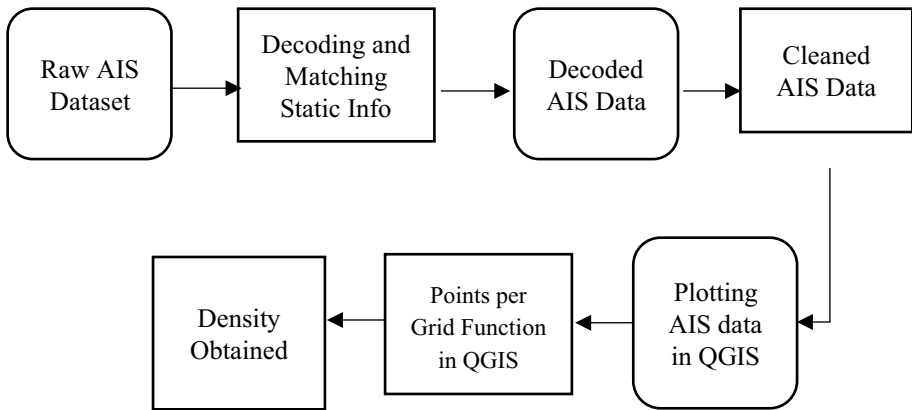 Raw AIS
Dataset
Decoding and
Matching
Static Info
Decoded
AIS Data
Cleaned
AIS Data
Plotting
AIS data
in QGIS
Points per
Grid Function
in QGIS
Density
Obtained